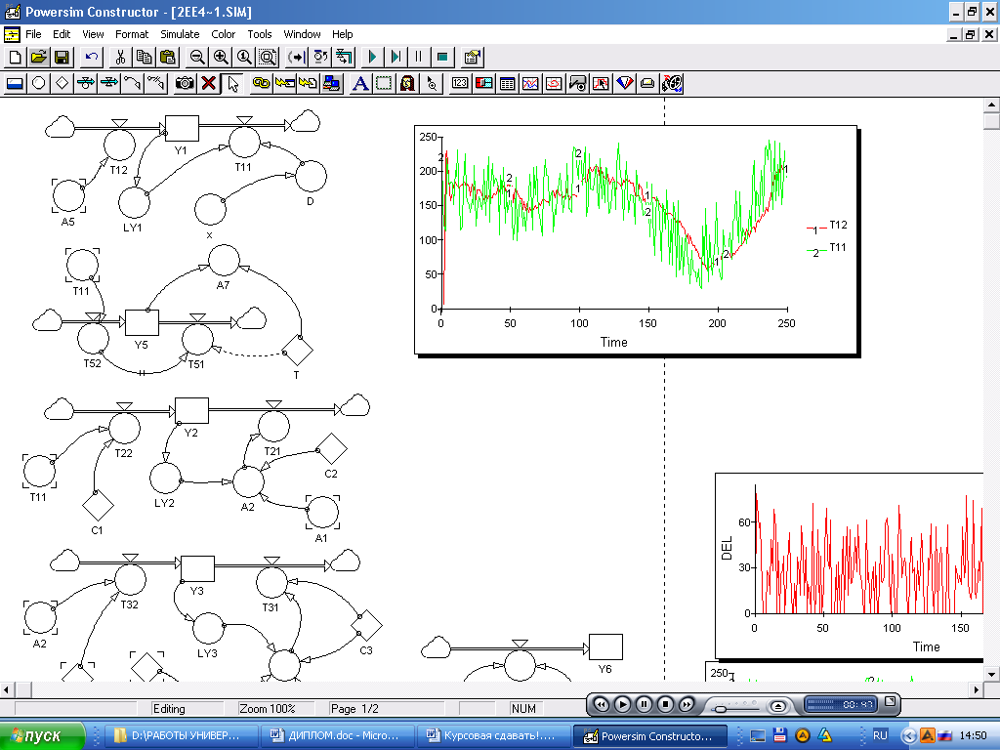 Powersim Constructor - [2EE4~1.SIM]
File Edit View Format Simulate Color Tools Window Help
123
Y1
T12
T11
A5
LY1
x
D
T11
A7
Y5
T52
T51
T
Y2
T22
T21
T11
C1
LY2
A2
C2
A1
Y3
T32
T31
A2
LY3
C3
Y6
250
200
150
100
50
0
0 50 100 150 200 250
Time
1 T12
2 T11
DEL
60
30
0
0 50 100 150
Time
250
Editing Zoom 100% Page 1/2 NUM
00:47
пуск
D:\РАБОТЫ УНИВЕР...
ДИПЛОМ.doc - Micro...
Курсовая сдавать!....
Powersim Constructo...
RU
14:50